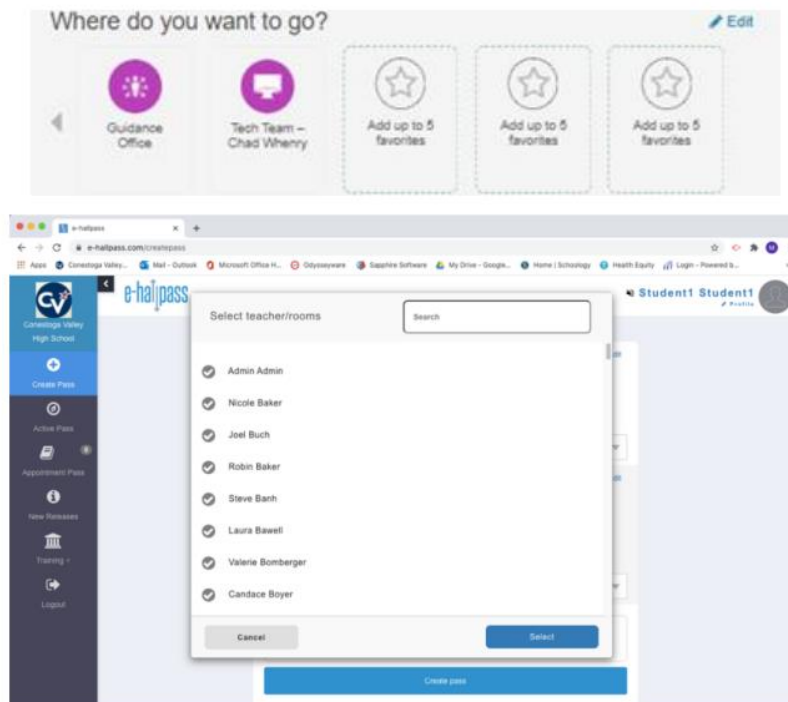 Where do you want to go?
Edit
Guidance Office
Tech Team – Chad Whenry
Add up to 5 favorites
Add up to 5 favorites
Add up to 5 favorites
e-hallpass
e-hallpass.com/createpass
Apps
Conestoga Valley...
Mail - Outlook
Microsoft Office H...
Odysseyware
Sapphire Software
My Drive - Google...
Home | Schoology
Health Equity
Login - Powered b...
CV
Conestoga Valley High School
e-hallpass
Student1 Student1
Profile
Create Pass
Active Pass
Appointment Pass
New Releases
Training
Logout
Select teacher/rooms
Search
Admin Admin
Nicole Baker
Joel Buch
Robin Baker
Steve Banh
Laura Bawell
Valerie Bomberger
Candace Boyer
Cancel
Select
Create pass